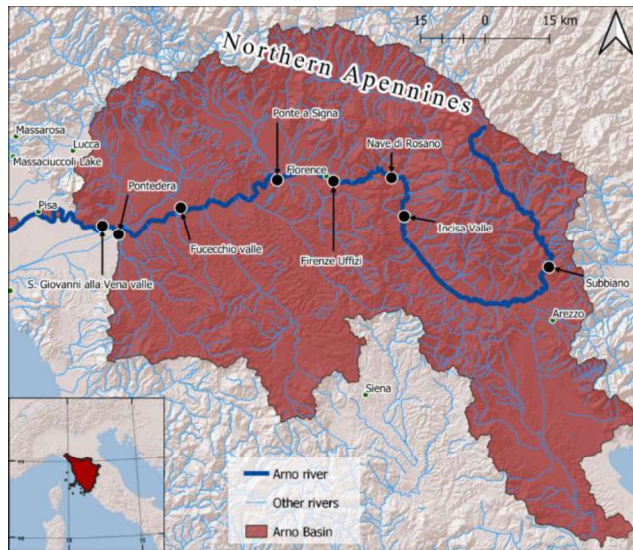 15 0 15 km
Northern Apennines
Massarosa
Lucca
Massaciuccoli Lake
Ponte a Signa
Nave di Rosano
Florence
Pontedera
Pisa
Incisa Valle
Fucecchio valle
Firenze Uffizi
S. Giovanni alla Vena valle
Subbiano
Arezzo
Siena
Arno river
Other rivers
Arno Basin